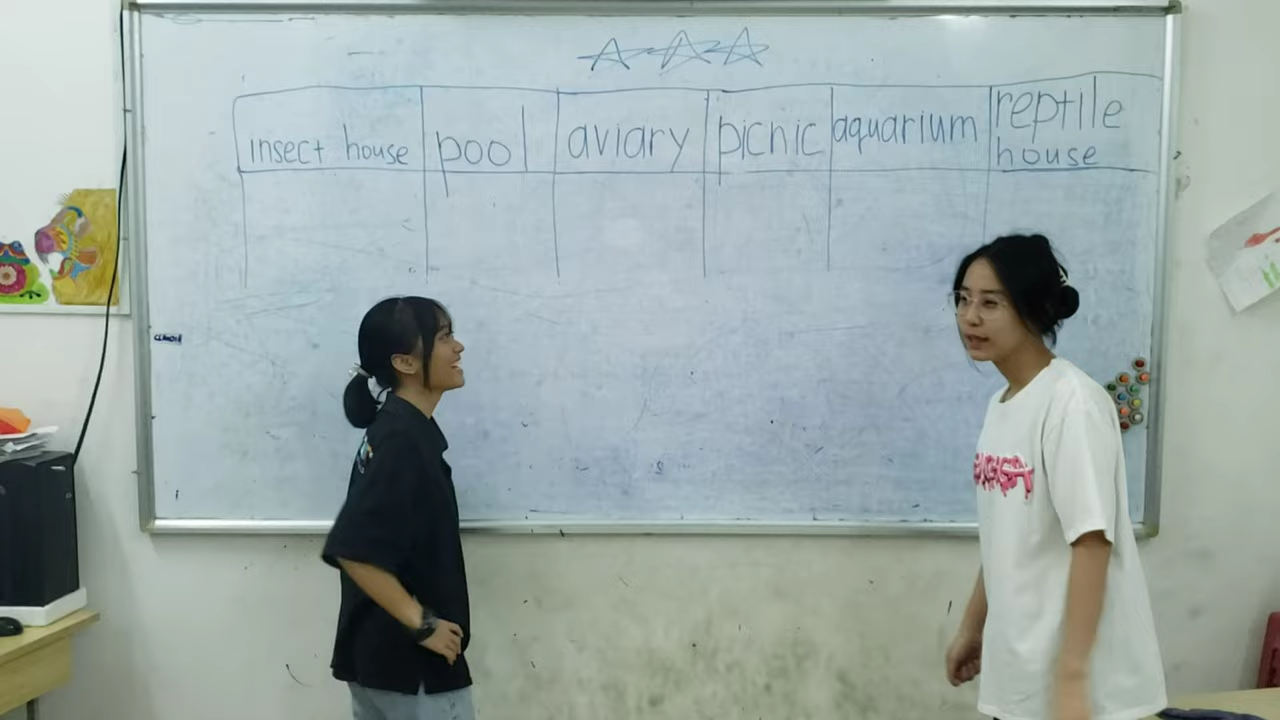 insect house
pool
aviary
picnic
aquarium
reptile
house